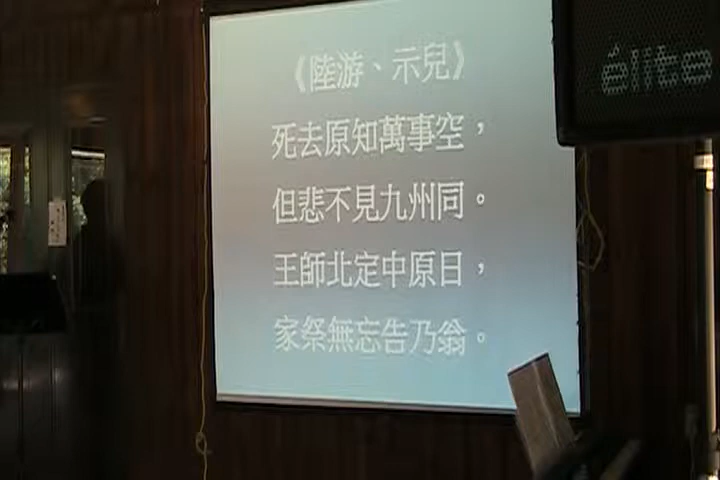 《陸游、示兒》
死去原知萬事空，
但悲不見九州同。
王師北定中原目，
家祭無忘告乃翁。
élite